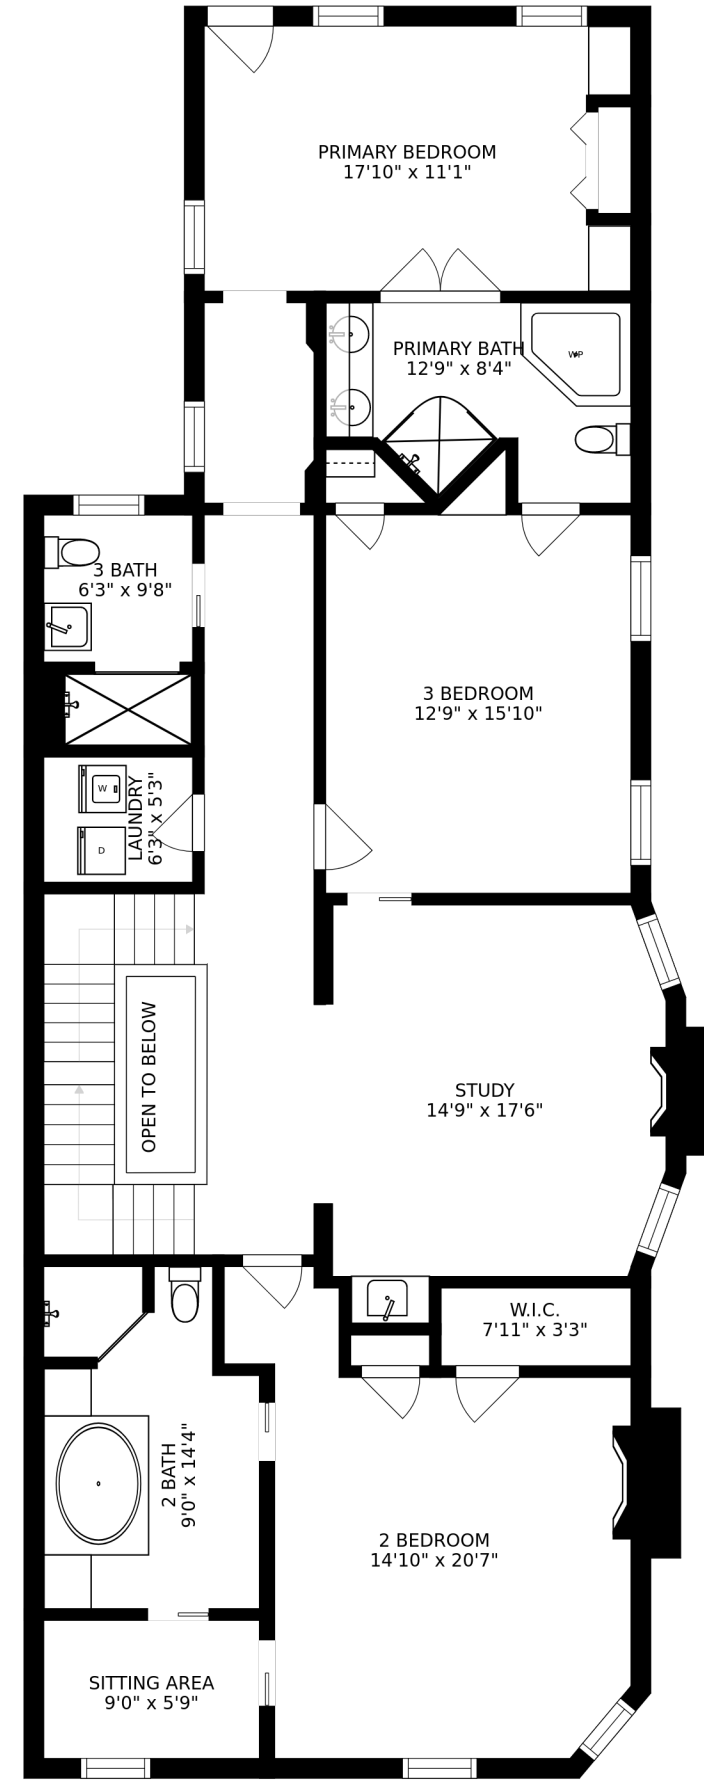 PRIMARY BEDROOM
17'10" x 11'1"
PRIMARY BATH
12'9" x 8'4"
WP
3 BATH
6'3" x 9'8"
3 BEDROOM
12'9" x 15'10"
W
D
LAUNDRY
6'3" x 5'3"
OPEN TO BELOW
STUDY
14'9" x 17'6"
W.I.C.
7'11" x 3'3"
2 BATH
9'0" x 14'4"
2 BEDROOM
14'10" x 20'7"
SITTING AREA
9'0" x 5'9"